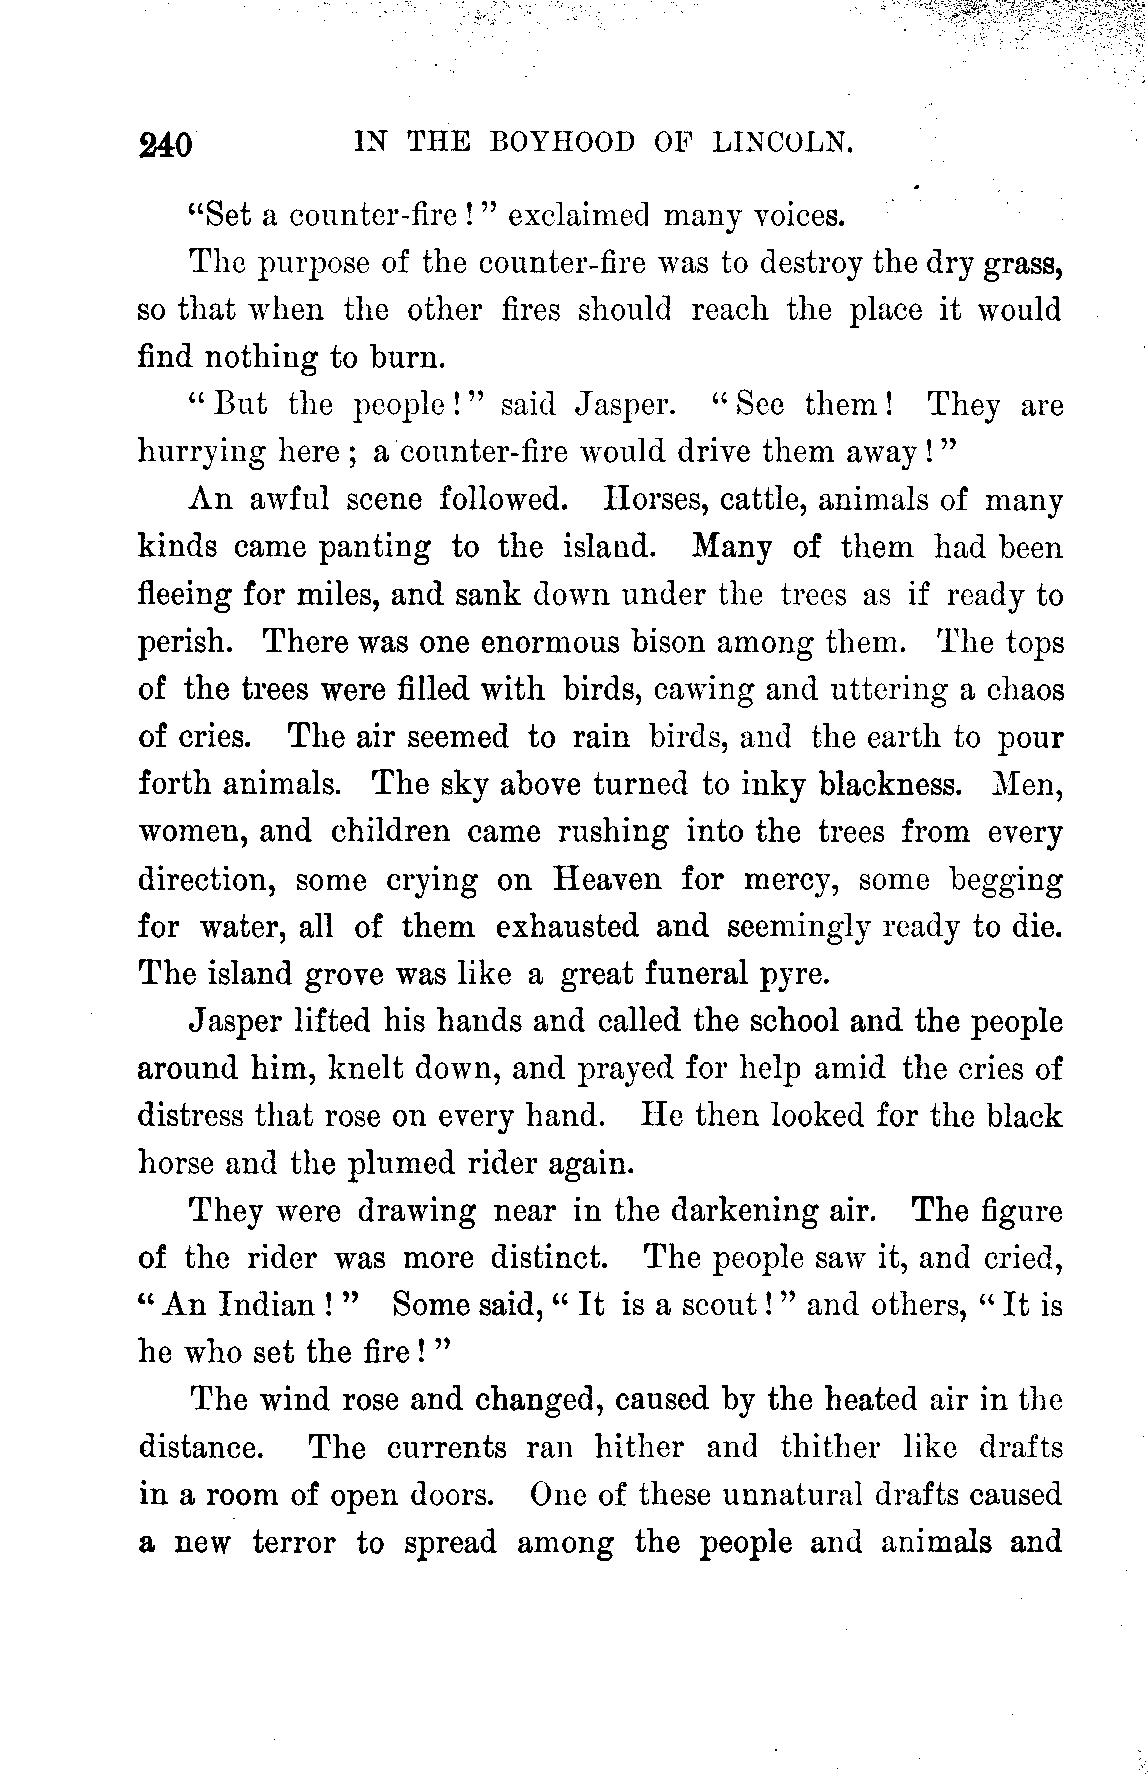 240 IN THE BOYHOOD OF LINCOLN.
“Set a counter-fire!” exclaimed many voices.
The purpose of the counter-fire was to destroy the dry grass,
so that when the other fires should reach the place it would
find nothing to burn.
“But the people!” said Jasper. “See them! They are
hurrying here; a counter-fire would drive them away!”
An awful scene followed. Horses, cattle, animals of many
kinds came panting to the island. Many of them had been
fleeing for miles, and sank down under the trees as if ready to
perish. There was one enormous bison among them. The tops
of the trees were filled with birds, cawing and uttering a chaos
of cries. The air seemed to rain birds, and the earth to pour
forth animals. The sky above turned to inky blackness. Men,
women, and children came rushing into the trees from every
direction, some crying on Heaven for mercy, some begging
for water, all of them exhausted and seemingly ready to die.
The island grove was like a great funeral pyre.
Jasper lifted his hands and called the school and the people
around him, knelt down, and prayed for help amid the cries of
distress that rose on every hand. He then looked for the black
horse and the plumed rider again.
They were drawing near in the darkening air. The figure
of the rider was more distinct. The people saw it, and cried,
“An Indian!” Some said, “It is a scout!” and others, “It is
he who set the fire!”
The wind rose and changed, caused by the heated air in the
distance. The currents ran hither and thither like drafts
in a room of open doors. One of these unnatural drafts caused
a new terror to spread among the people and animals and